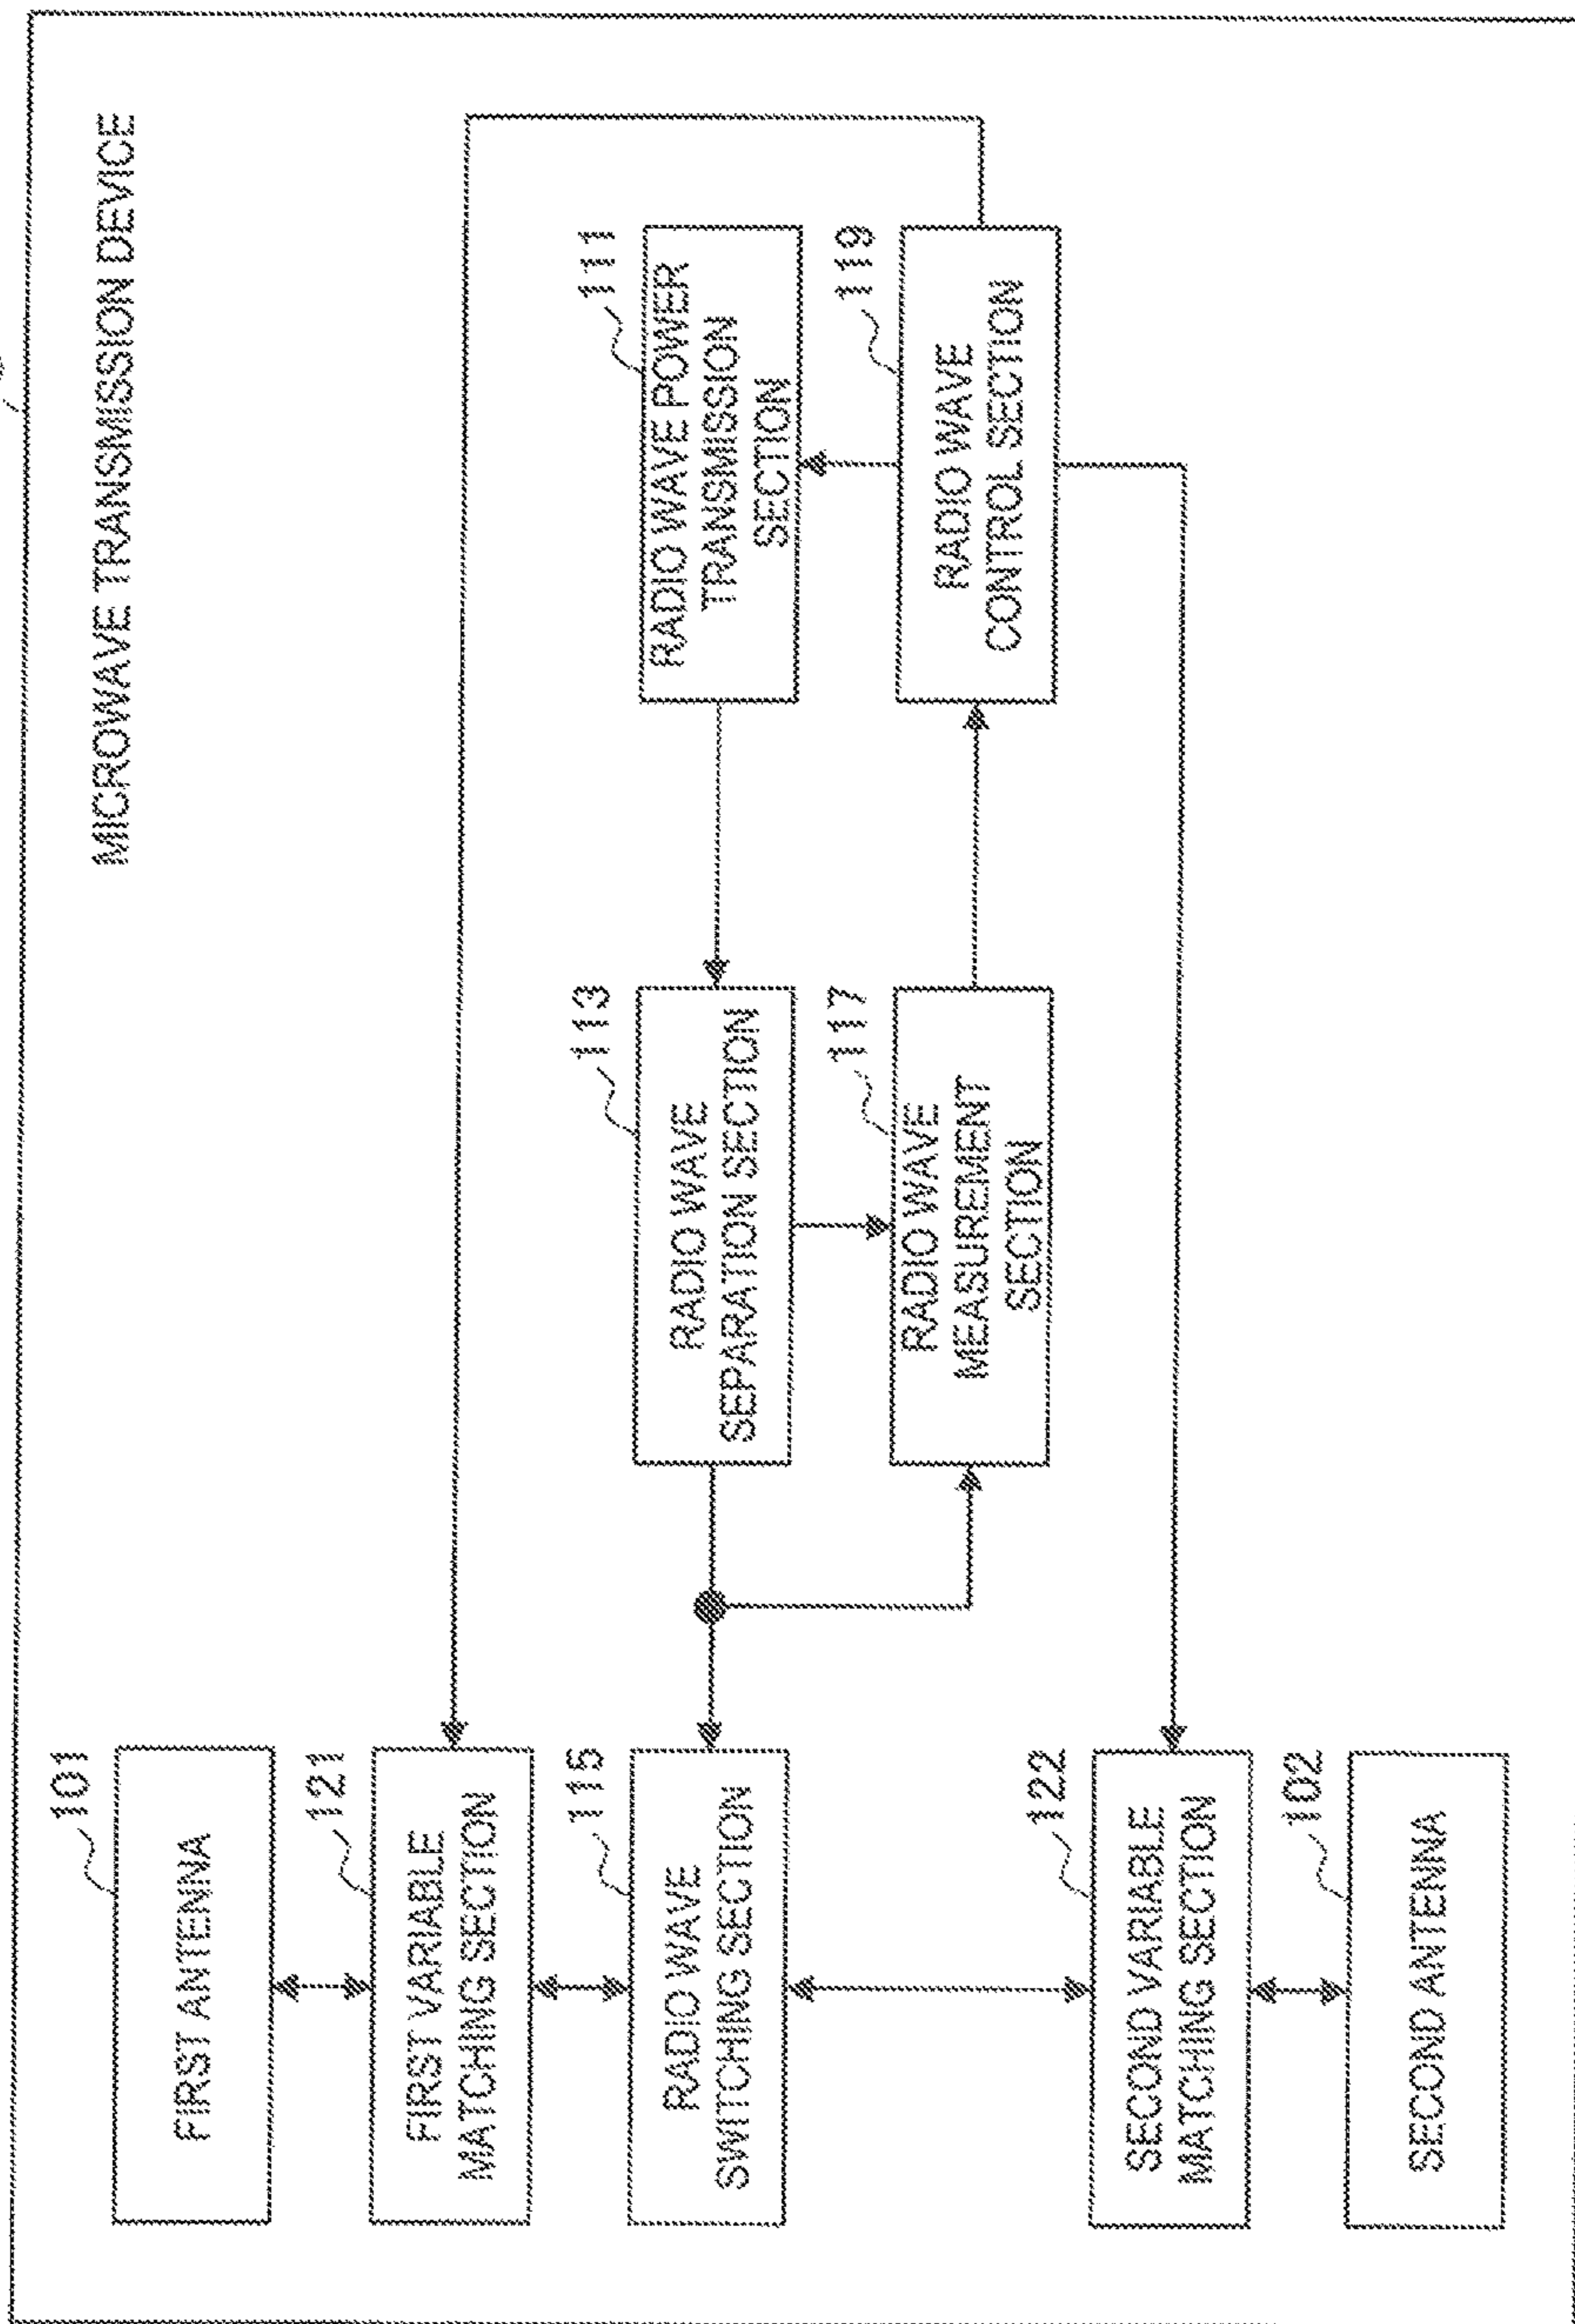 MICROWAVE TRANSMISSION DEVICE
101
FIRST ANTENNA
121
FIRST VARIABLE
MATCHING SECTION
115
RADIO WAVE
SWITCHING SECTION
113
RADIO WAVE
SEPARATION SECTION
111
RADIO WAVE POWER
TRANSMISSION
SECTION
117
RADIO WAVE
MEASUREMENT
SECTION
119
RADIO WAVE
CONTROL SECTION
122
SECOND VARIABLE
MATCHING SECTION
102
SECOND ANTENNA